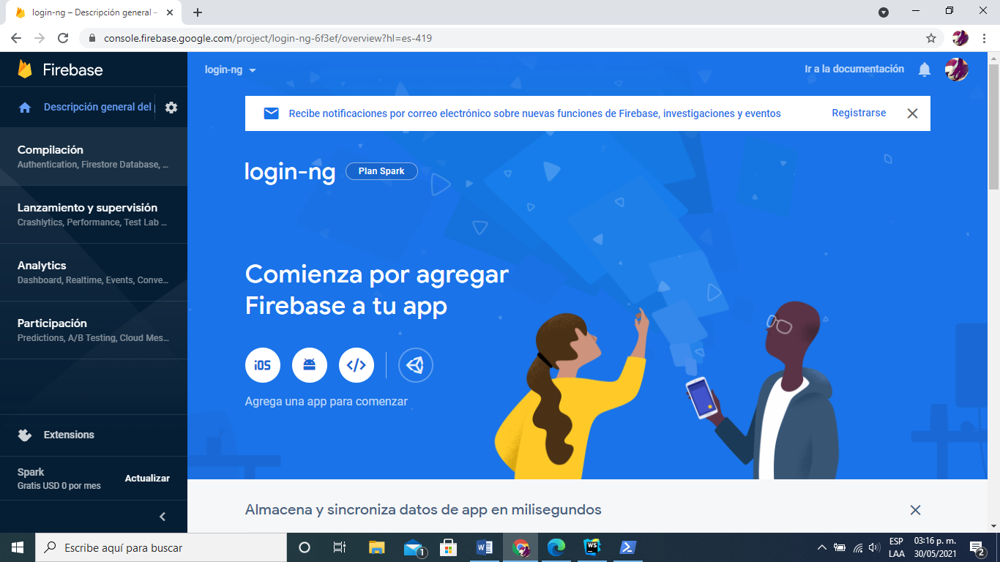 login-ng – Descripción general –
console.firebase.google.com/project/login-ng-6f3ef/overview?hl=es-419
Firebase
login-ng
Ir a la documentación
Descripción general del
Recibe notificaciones por correo electrónico sobre nuevas funciones de Firebase, investigaciones y eventos
Registrarse
Compilación
Authentication, Firestore Database, ...
login-ng
Plan Spark
Lanzamiento y supervisión
Crashlytics, Performance, Test Lab ...
Analytics
Dashboard, Realtime, Events, Conve...
Comienza por agregar
Firebase a tu app
Participación
Predictions, A/B Testing, Cloud Mes...
iOS
</>
Agrega una app para comenzar
Extensions
Spark
Gratis USD 0 por mes
Actualizar
Almacena y sincroniza datos de app en milisegundos
Escribe aquí para buscar
1
W
WS
ESP
LAA
03:16 p. m.
30/05/2021
2